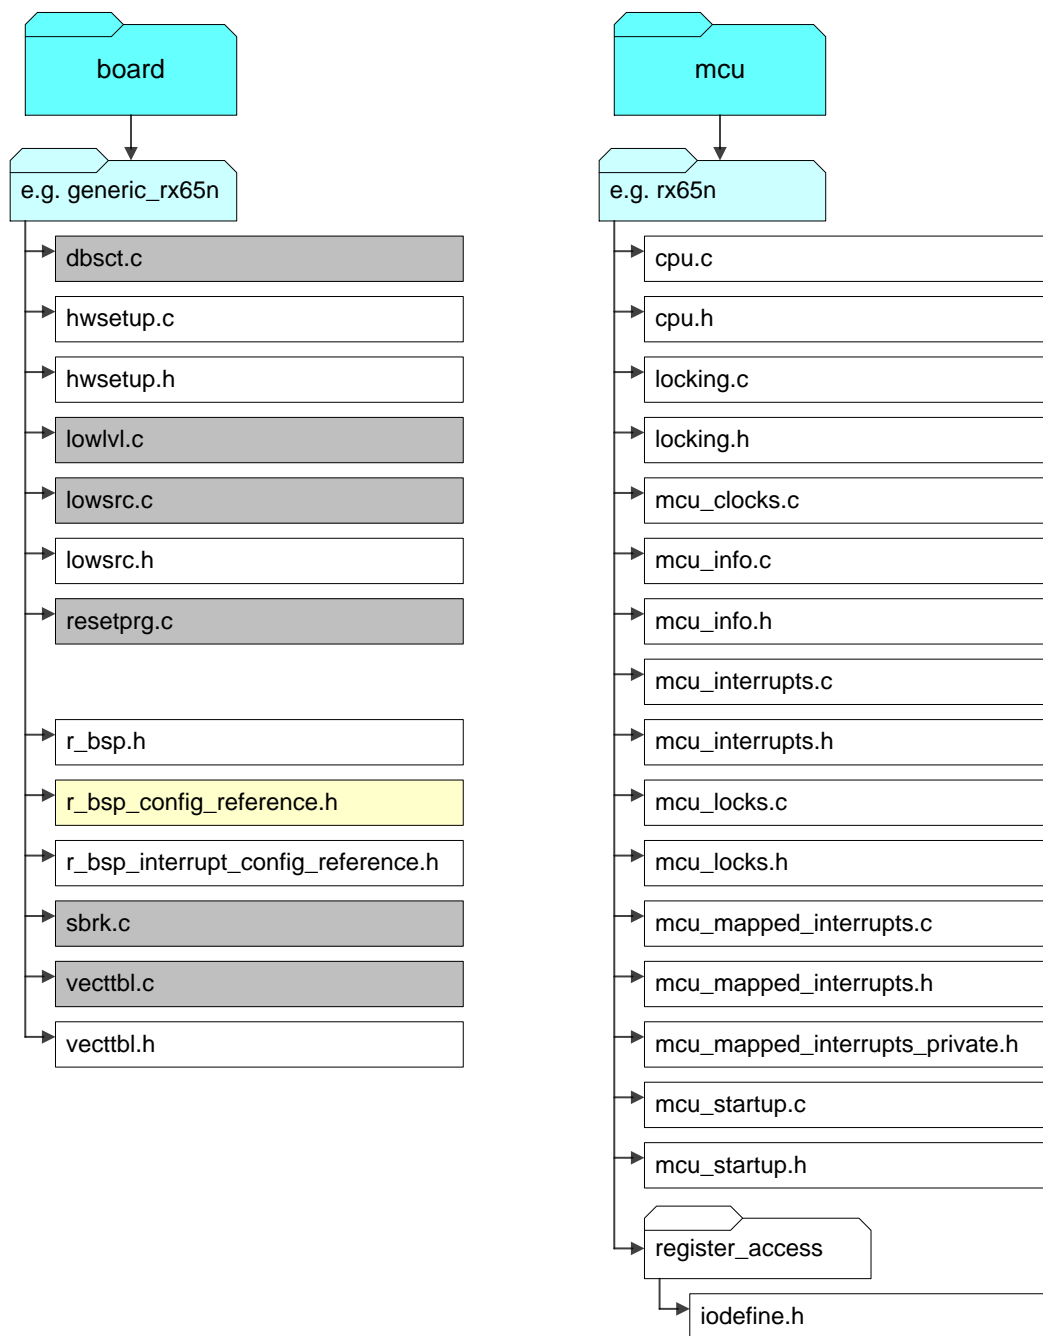 board
e.g. generic_rx65n
dbsct.c
hwsetup.c
hwsetup.h
lowlvl.c
lowsrc.c
lowsrc.h
resetprg.c
r_bsp.h
r_bsp_config_reference.h
r_bsp_interrupt_config_reference.h
sbrk.c
vecttbl.c
vecttbl.h
mcu
e.g. rx65n
cpu.c
cpu.h
locking.c
locking.h
mcu_clocks.c
mcu_info.c
mcu_info.h
mcu_interrupts.c
mcu_interrupts.h
mcu_locks.c
mcu_locks.h
mcu_mapped_interrupts.c
mcu_mapped_interrupts.h
mcu_mapped_interrupts_private.h
mcu_startup.c
mcu_startup.h
register_access
iodefine.h